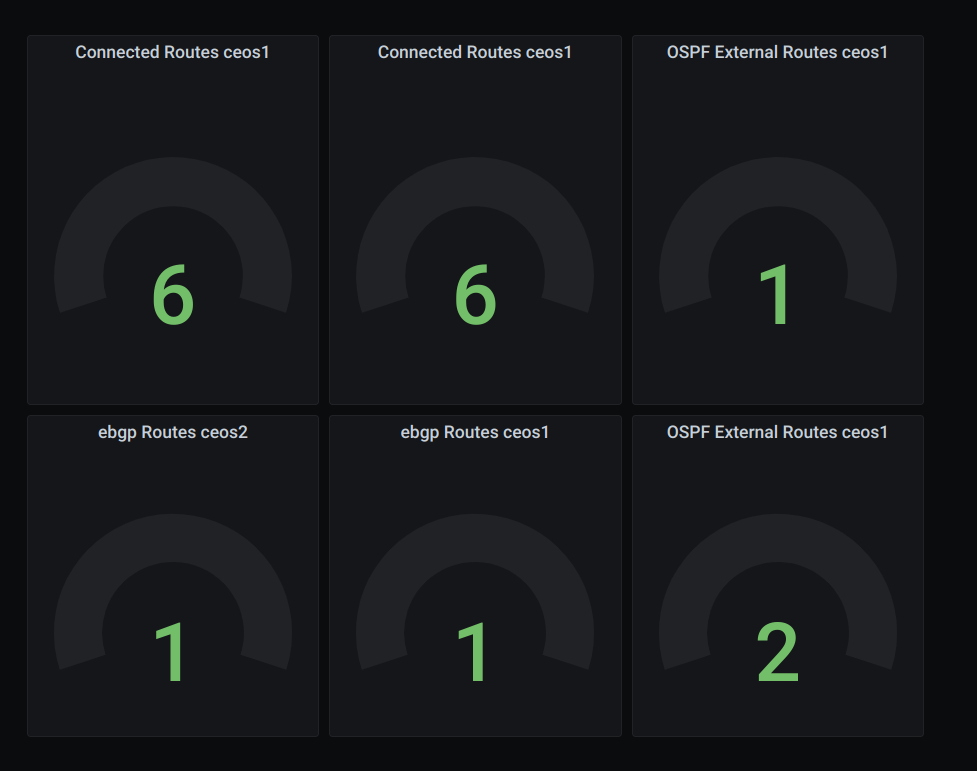 Connected Routes ceos1
Connected Routes ceos1
OSPF External Routes ceos1
6
6
1
ebgp Routes ceos2
ebgp Routes ceos1
OSPF External Routes ceos1
1
1
2